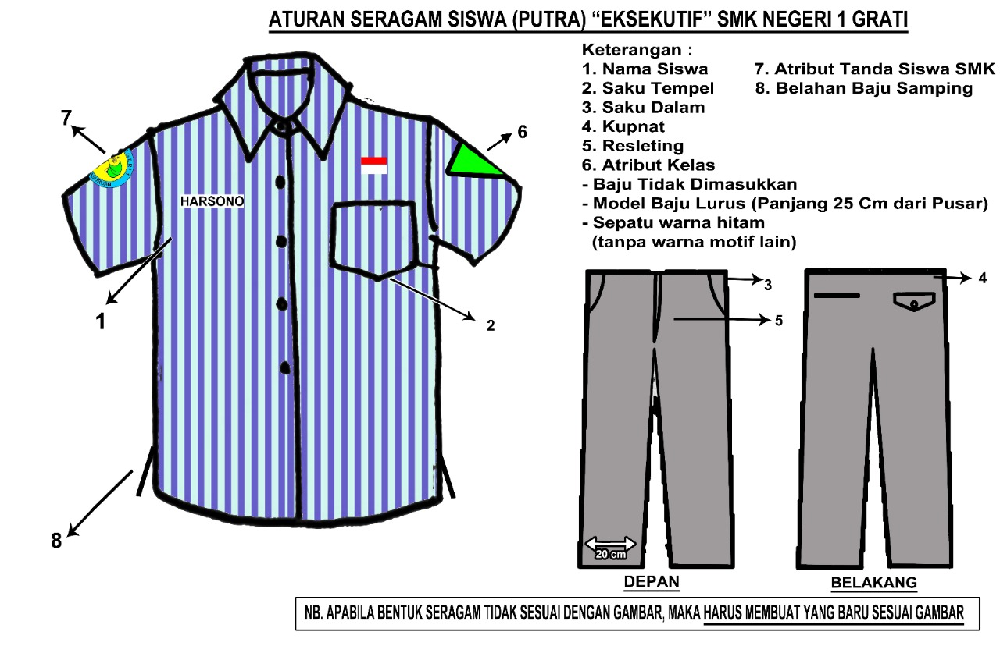 ATURAN SERAGAM SISWA (PUTRA) “EKSEKUTIF” SMK NEGERI 1 GRATI
Keterangan :
1. Nama Siswa
2. Saku Tempel
3. Saku Dalam
4. Kupnat
5. Resleting
6. Atribut Kelas
7. Atribut Tanda Siswa SMK
8. Belahan Baju Samping
- Baju Tidak Dimasukkan
- Model Baju Lurus (Panjang 25 Cm dari Pusar)
- Sepatu warna hitam
(tanpa warna motif lain)
7
6
HARSONO
1
2
8
3
5
4
20 cm
DEPAN
BELAKANG
NB. APABILA BENTUK SERAGAM TIDAK SESUAI DENGAN GAMBAR, MAKA HARUS MEMBUAT YANG BARU SESUAI GAMBAR